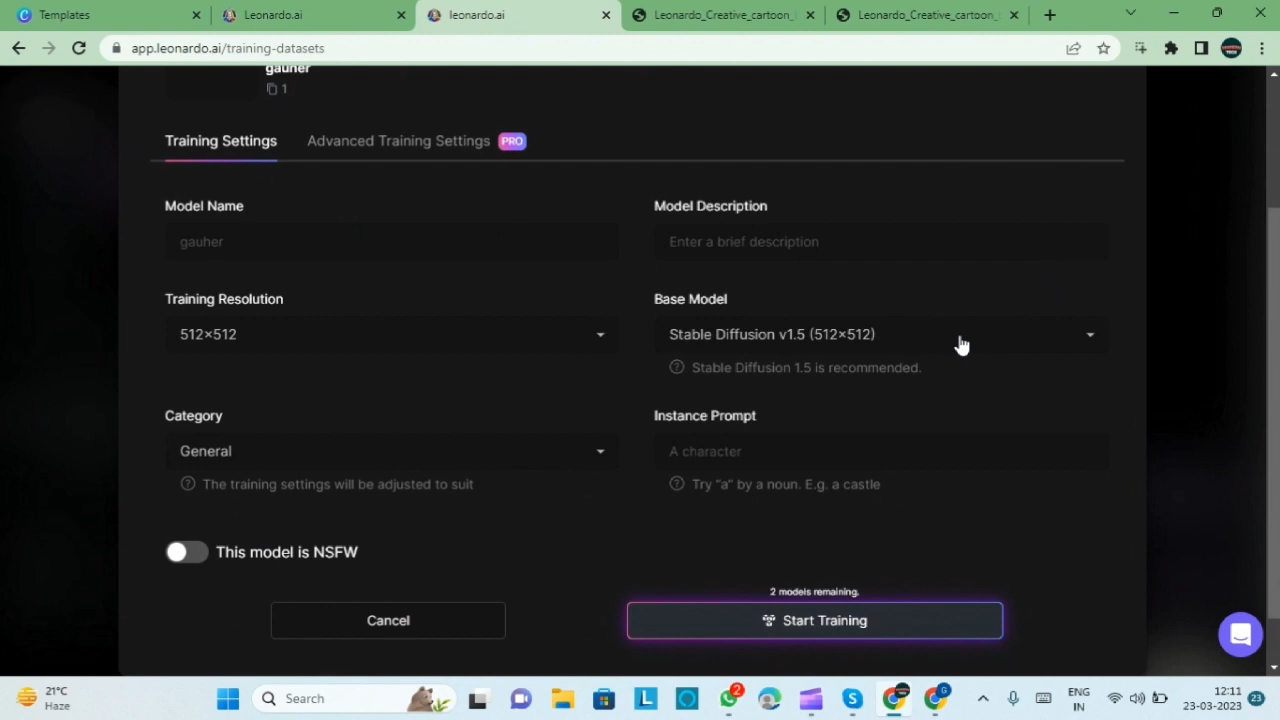 Templates
Leonardo.ai
leonardo.ai
Leonardo_Creative_cartoon_
Leonardo_Creative_cartoon_
app.leonardo.ai/training-datasets
gauher
1
Training Settings
Advanced Training Settings PRO
Model Name
Model Description
gauher
Enter a brief description
Training Resolution
Base Model
512×512
Stable Diffusion v1.5 (512×512)
Stable Diffusion 1.5 is recommended.
Category
Instance Prompt
General
A character
The training settings will be adjusted to suit
Try "a" by a noun. E.g. a castle
This model is NSFW
2 models remaining.
Cancel
Start Training
21°C
Haze
Search
2
ENG
IN
12:11
23-03-2023
23